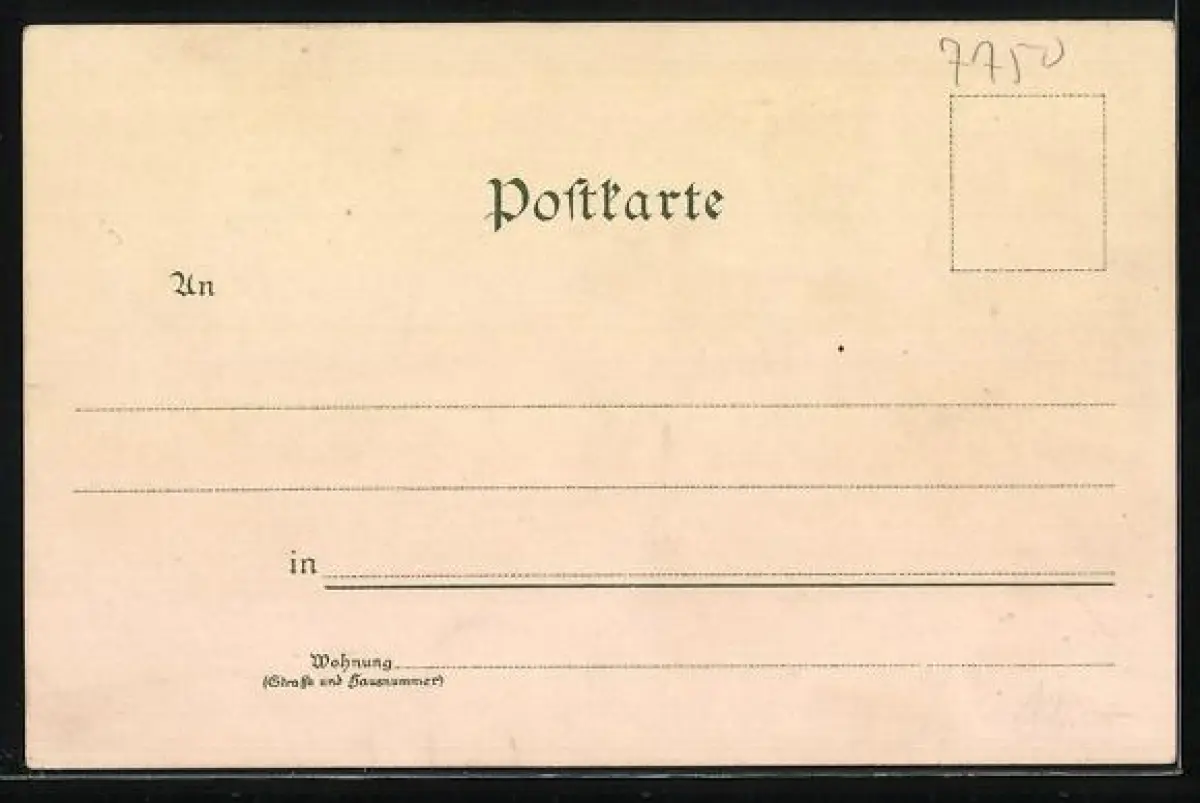 7750
Postkarte
An
in
Wohnung
(Straße und Hausnummer)